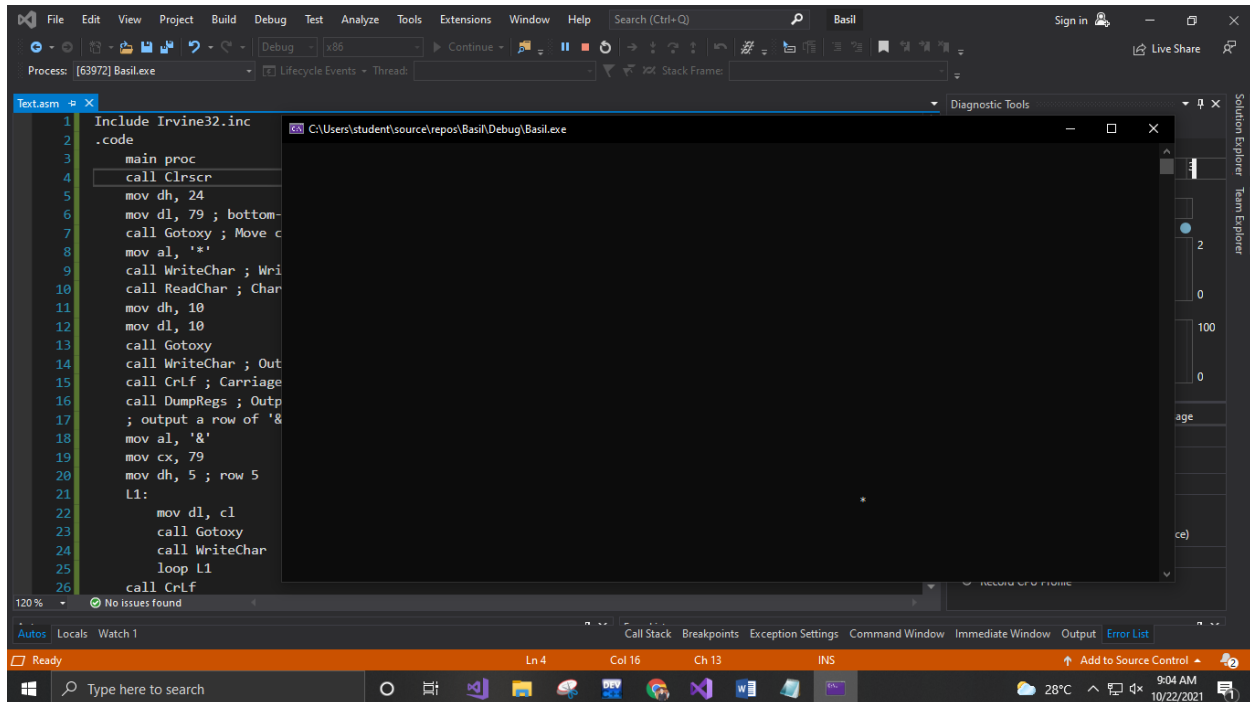 File Edit View Project Build Debug Test Analyze Tools Extensions Window Help Search (Ctrl+Q) Basil Sign in
Debug x86 Continue Live Share
Process: [63972] Basil.exe Lifecycle Events Thread: Stack Frame:
Text.asm
Diagnostic Tools
Solution Explorer
Team Explorer
C:\Users\student\source\repos\Basil\Debug\Basil.exe
1 Include Irvine32.inc
2 .code
3 main proc
4 call Clrscr
5 mov dh, 24
6 mov dl, 79 ; bottom-
7 call Gotoxy ; Move c
8 mov al, '*'
9 call WriteChar ; Wri
10 call ReadChar ; Char
11 mov dh, 10
12 mov dl, 10
13 call Gotoxy
14 call WriteChar ; Out
15 call CrLf ; Carriage
16 call DumpRegs ; Outp
17 ; output a row of '&
18 mov al, '&'
19 mov cx, 79
20 mov dh, 5 ; row 5
21 L1:
22 mov dl, cl
23 call Gotoxy
24 call WriteChar
25 loop L1
26 call CrLf
*
2
0
100
0
age
ce)
Record CPU Profile
120 % No issues found
Autos Locals Watch 1 Call Stack Breakpoints Exception Settings Command Window Immediate Window Output Error List
Ready Ln 4 Col 16 Ch 13 INS Add to Source Control 2
Type here to search 28°C 9:04 AM
10/22/2021